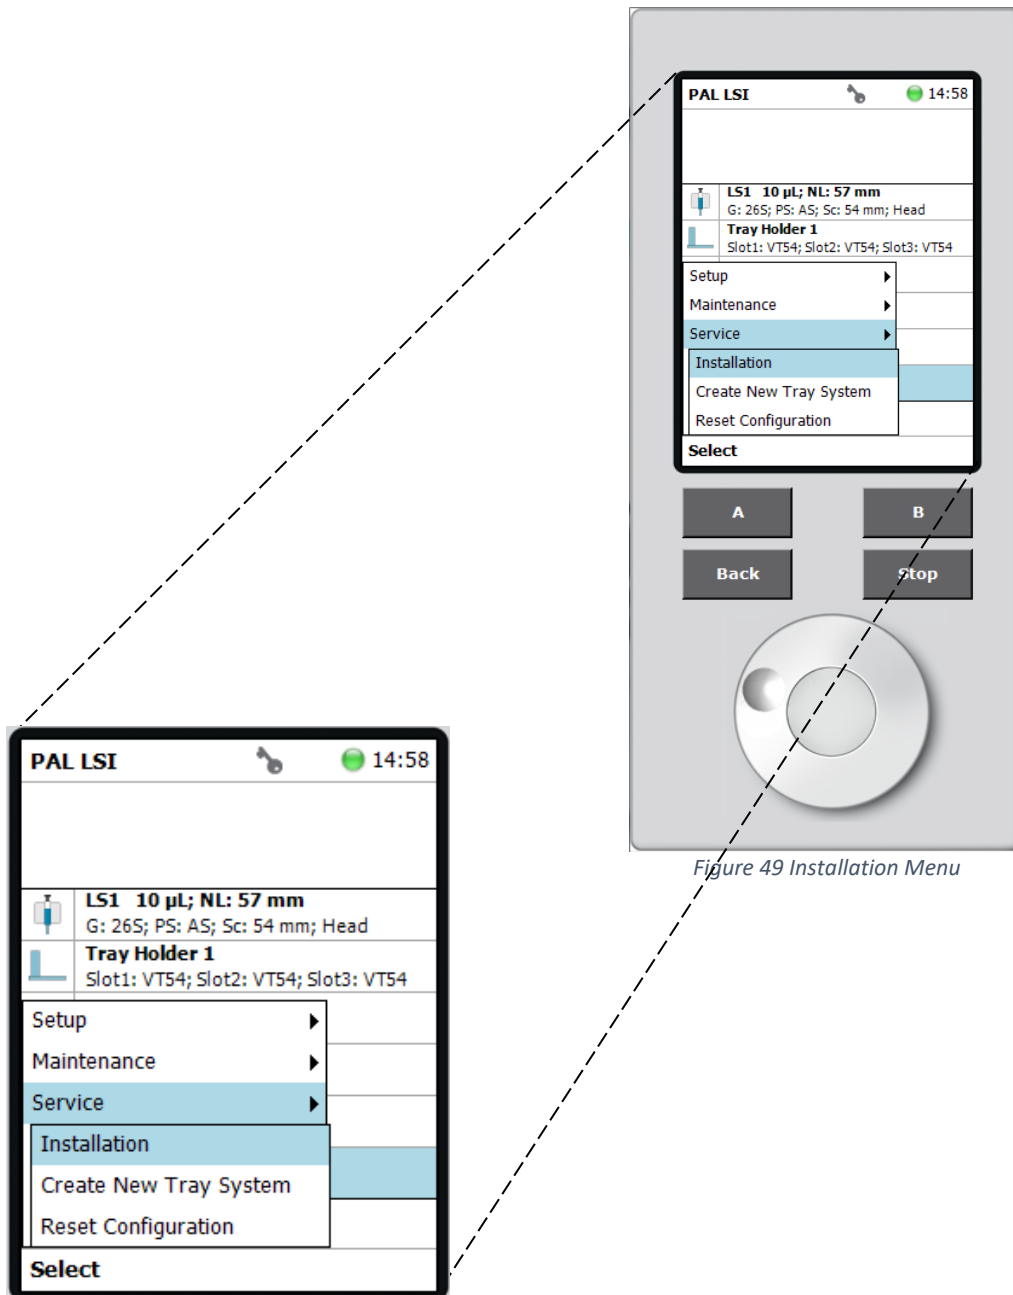 PAL LSI 14:58
LS1 10 µL; NL: 57 mm
G: 26S; PS: AS; Sc: 54 mm; Head
Tray Holder 1
Slot1: VT54; Slot2: VT54; Slot3: VT54
Setup
Maintenance
Service
Installation
Create New Tray System
Reset Configuration
Select
A B
Back Stop
Figure 49 Installation Menu
PAL LSI 14:58
LS1 10 µL; NL: 57 mm
G: 26S; PS: AS; Sc: 54 mm; Head
Tray Holder 1
Slot1: VT54; Slot2: VT54; Slot3: VT54
Setup
Maintenance
Service
Installation
Create New Tray System
Reset Configuration
Select